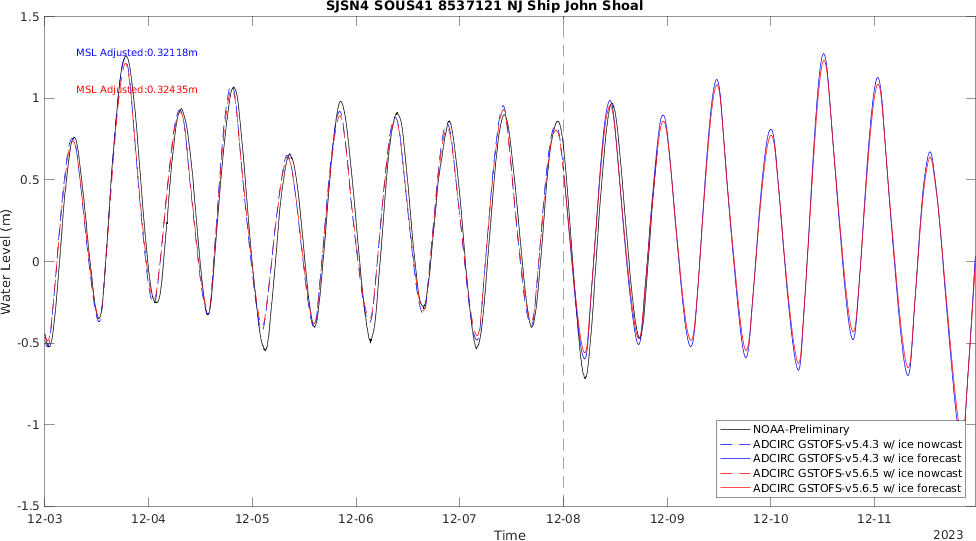 SJSN4 SOUS41 8537121 NJ Ship John Shoal
1.5
MSL Adjusted:0.32118m
MSL Adjusted:0.32435m
1
0.5
0
-0.5
-1
-1.5
Water Level (m)
NOAA-Preliminary
ADCIRC GSTOFS-v5.4.3 w/ ice nowcast
ADCIRC GSTOFS-v5.4.3 w/ ice forecast
ADCIRC GSTOFS-v5.6.5 w/ ice nowcast
ADCIRC GSTOFS-v5.6.5 w/ ice forecast
12-03 12-04 12-05 12-06 12-07 12-08 12-09 12-10 12-11
Time
2023